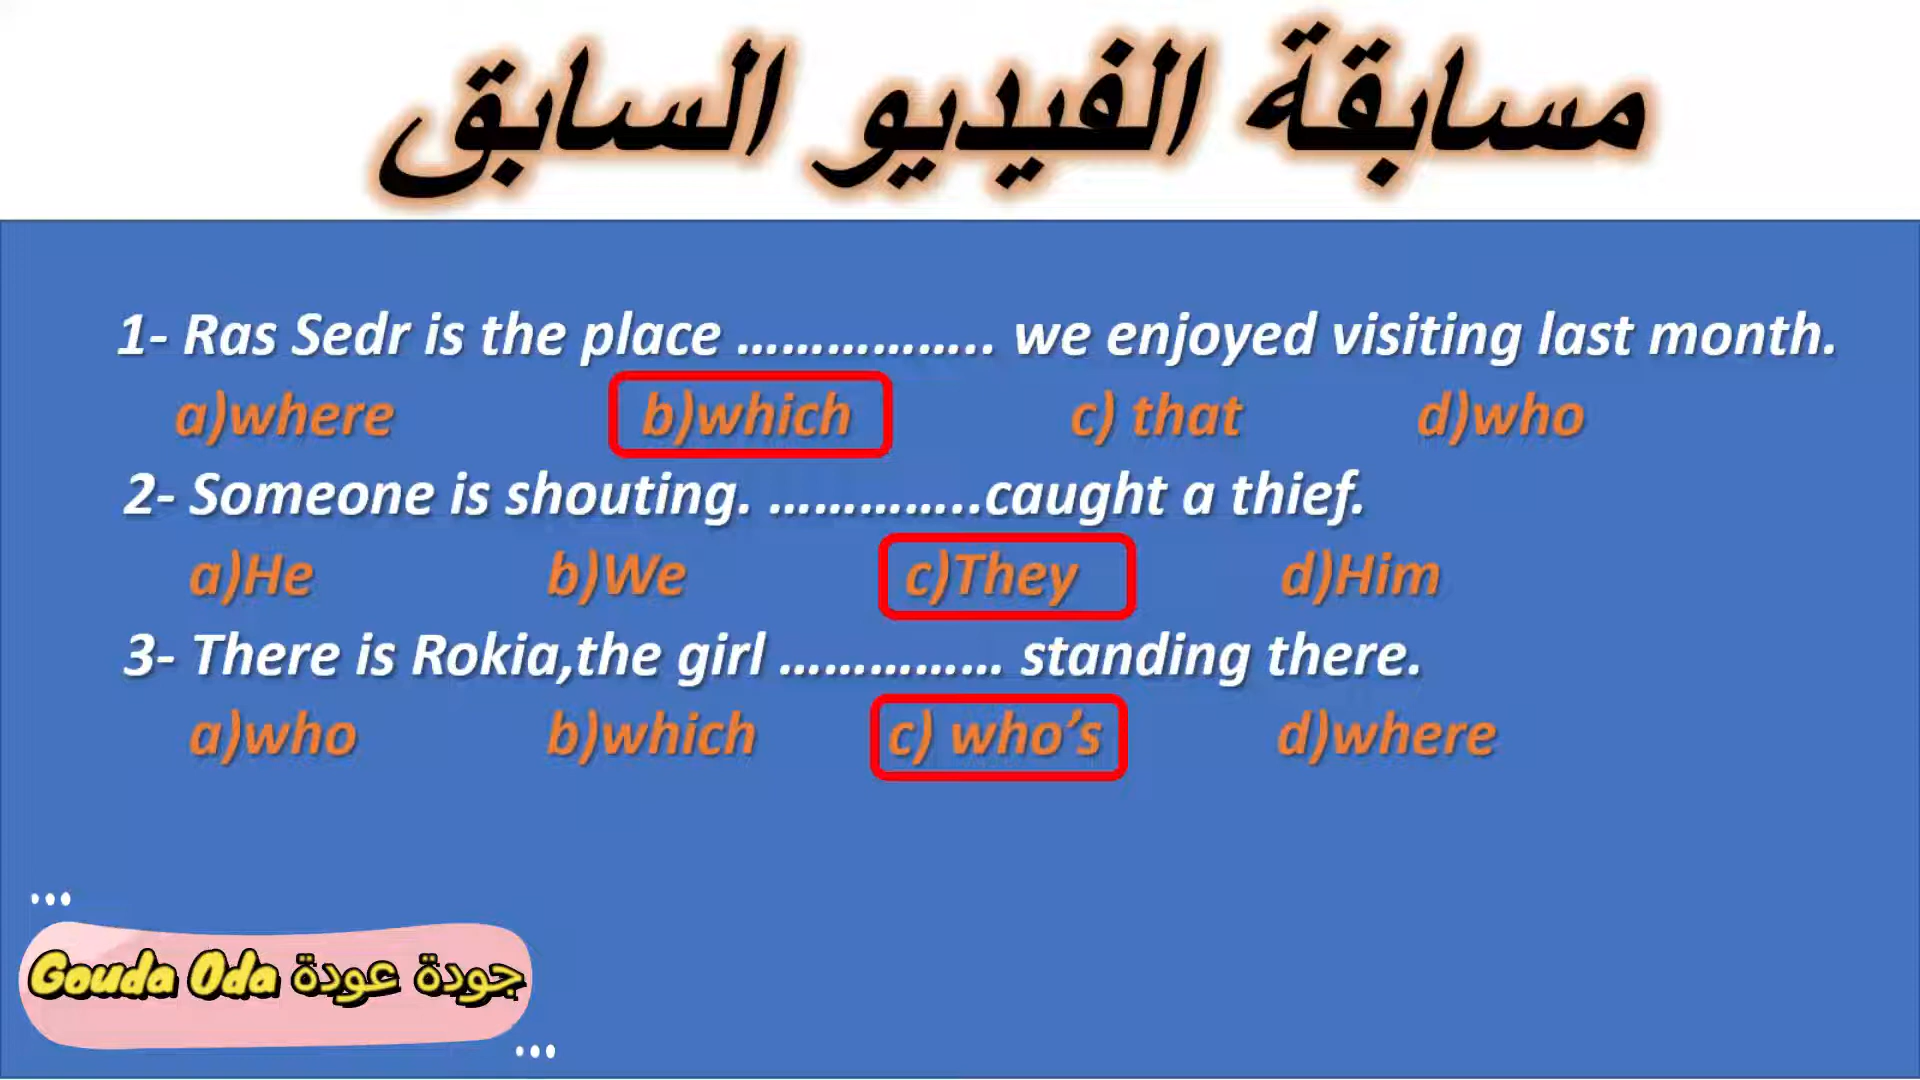 مسابقة الفيديو السابق
1- Ras Sedr is the place …………….. we enjoyed visiting last month.
a)where b)which c) that d)who
2- Someone is shouting. …………..caught a thief.
a)He b)We c)They d)Him
3- There is Rokia,the girl …………… standing there.
a)who b)which c) who’s d)where
...
Gouda Oda جودة عودة
...